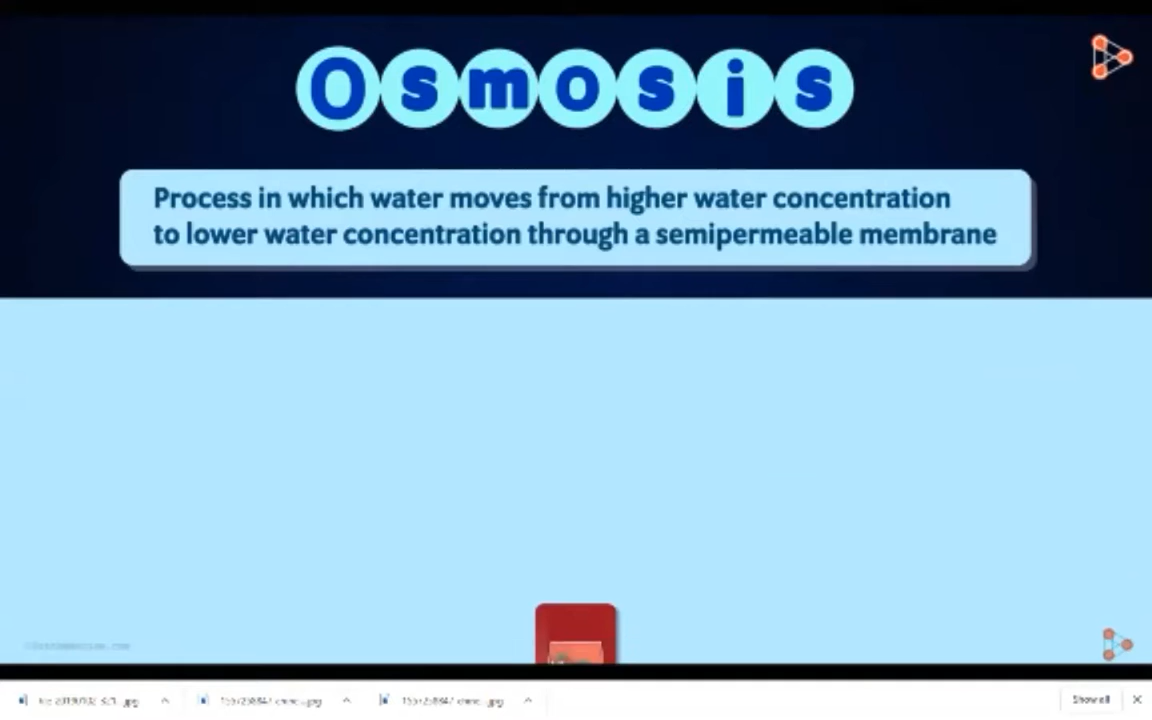 Osmosis
Process in which water moves from higher water concentration
to lower water concentration through a semipermeable membrane
Show all